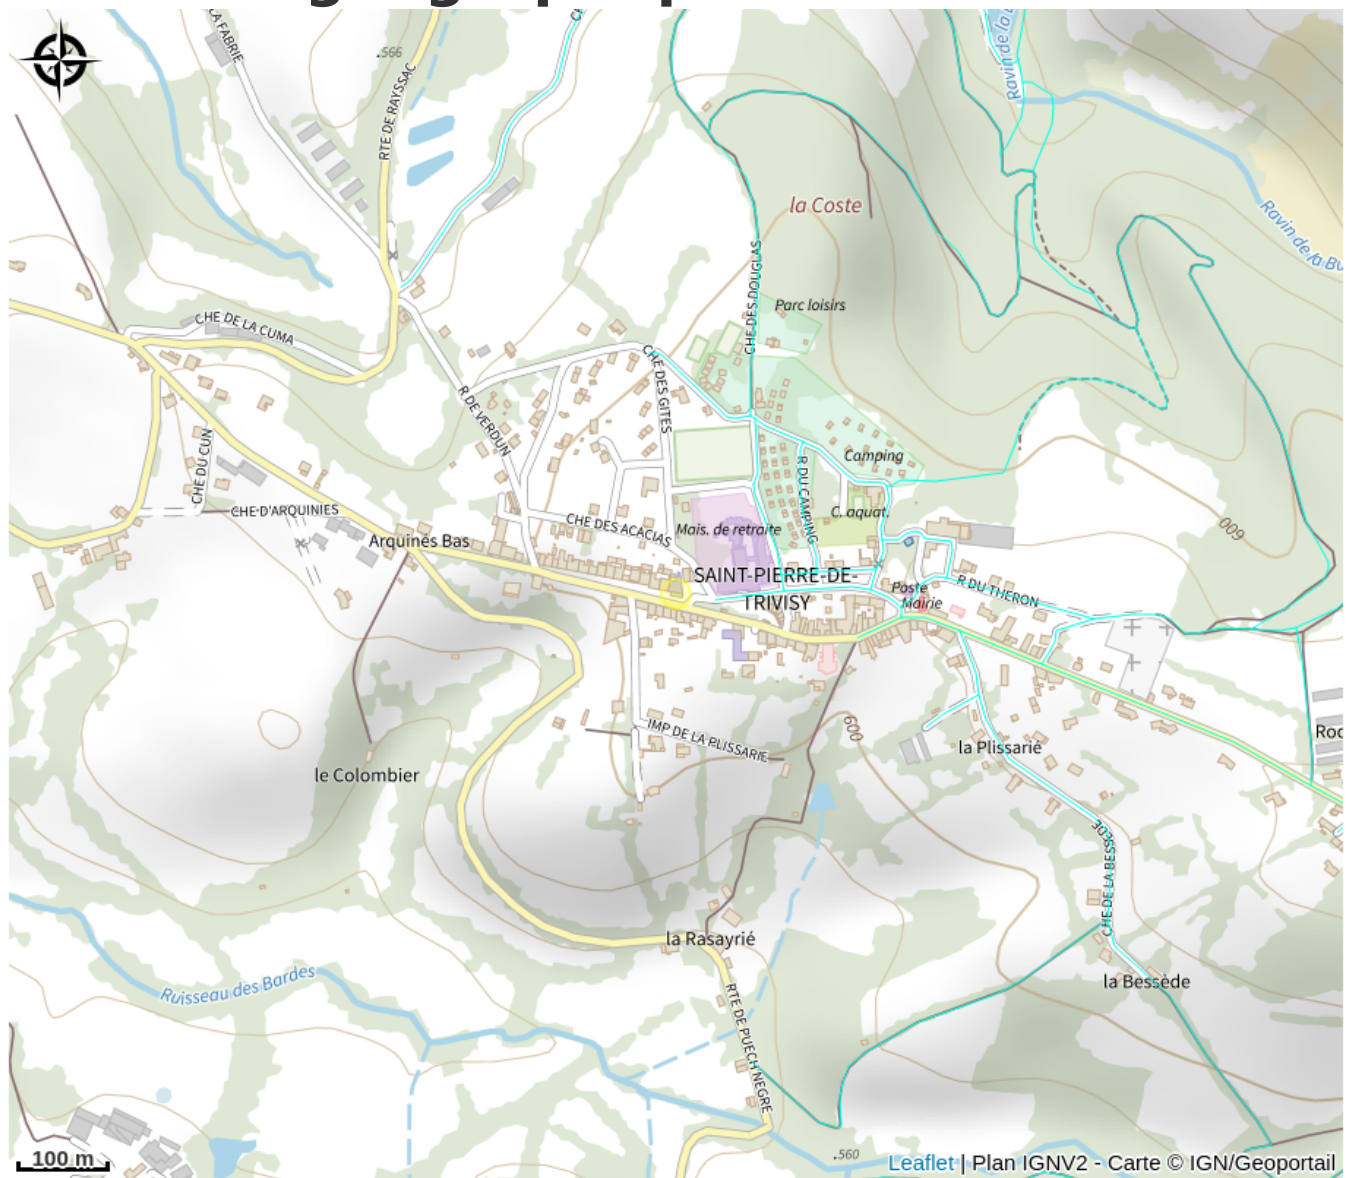 LA FABRIE
.566
RTE DE RAYSSAC
Ravin de la
la Coste
Ravin de la
CHE DES DOUGLAS
Parc loisirs
CHE DE LA CUMA
CHE DES GITES
R DE VERDUN
CHE DU CUN
Camping
R DU CAMPING
CHE D'ARQUINIES
C. aquat.
600
CHE DES ACACIAS
Mais. de retraite
Arquinés Bas
SAINT-PIERRE-DE-
TRIVISY
Poste
Mairie
R DU THERON
600
IMP DE LA PLISSARIE
la Plissarié
le Colombier
CHE DE LA BESSEDE
la Rasayrié
Ruisseau des Bardes
la Bessède
RTE DE PUECH NEGRE
.560
100 m
Leaflet | Plan IGNV2 - Carte © IGN/Geoportail